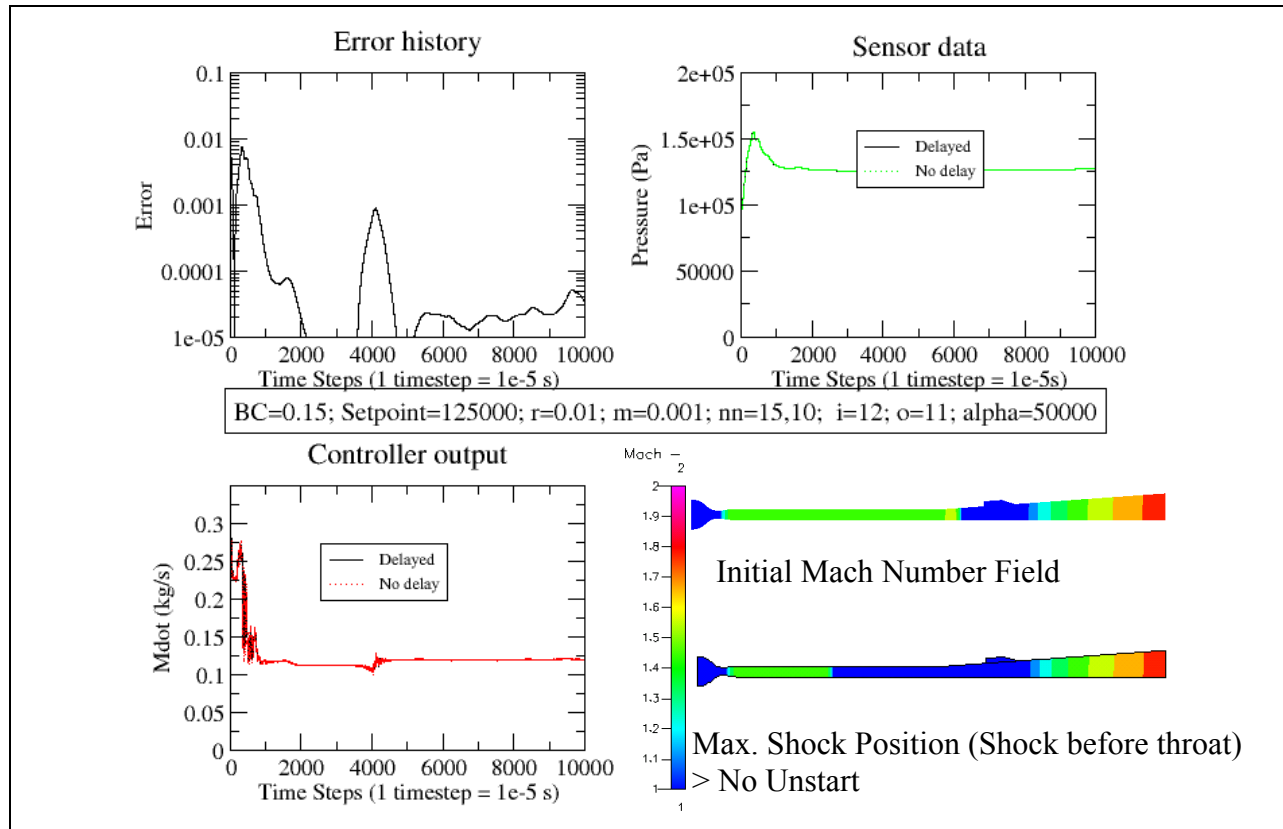 Error history
0.1
0.01
0.001
0.0001
1e-05
Error
0 2000 4000 6000 8000 10000
Time Steps (1 timestep = 1e-5 s)
Sensor data
2e+05
1.5e+05
1e+05
50000
0
Pressure (Pa)
Delayed
No delay
0 2000 4000 6000 8000 10000
Time Steps (1 timestep = 1e-5s)
BC=0.15; Setpoint=125000; r=0.01; m=0.001; nn=15,10; i=12; o=11; alpha=50000
Controller output
0.3
0.25
0.2
0.15
0.1
0.05
0
Mdot (kg/s)
Delayed
No delay
0 2000 4000 6000 8000 10000
Time Steps (1 timestep = 1e-5 s)
Mach
2
2
1.9
1.8
1.7
1.6
1.5
1.4
1.3
1.2
1.1
1
1
Initial Mach Number Field
Max. Shock Position (Shock before throat)
> No Unstart